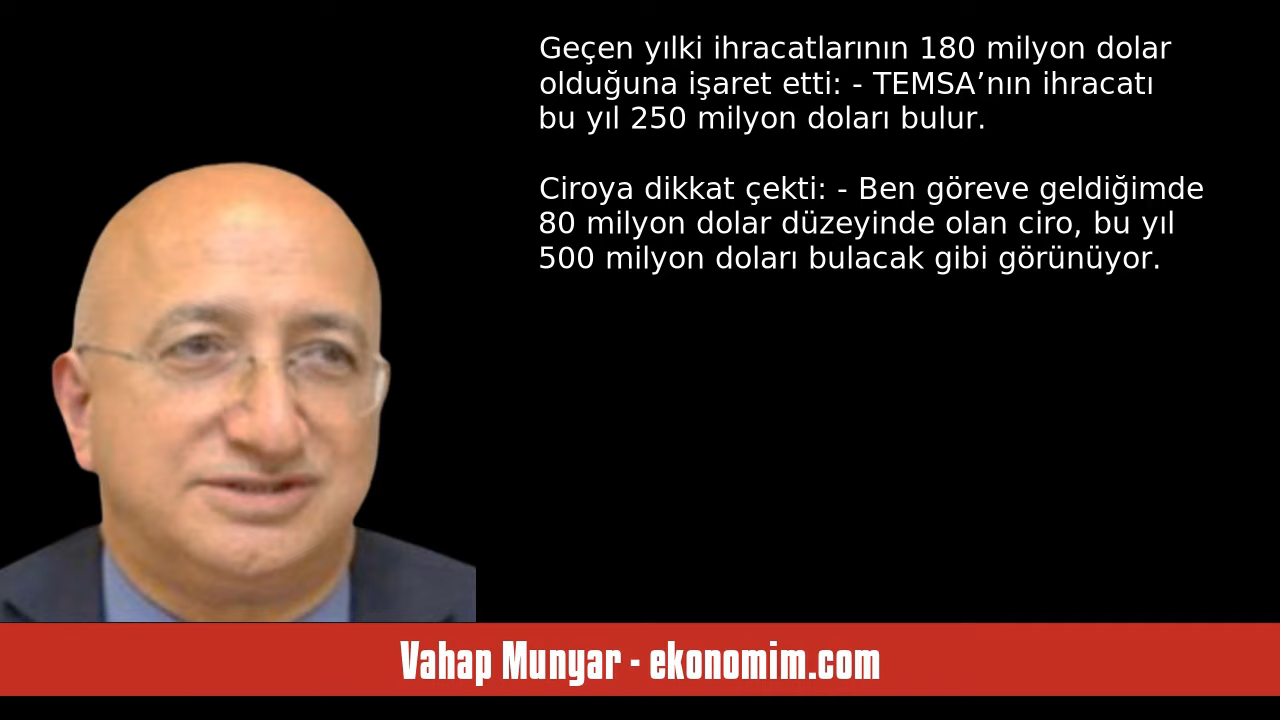 Geçen yılki ihracatlarının 180 milyon dolar
olduğuna işaret etti: - TEMSA’nın ihracatı
bu yıl 250 milyon doları bulur.
Ciroya dikkat çekti: - Ben göreve geldiğimde
80 milyon dolar düzeyinde olan ciro, bu yıl
500 milyon doları bulacak gibi görünüyor.
Vahap Munyar - ekonomim.com